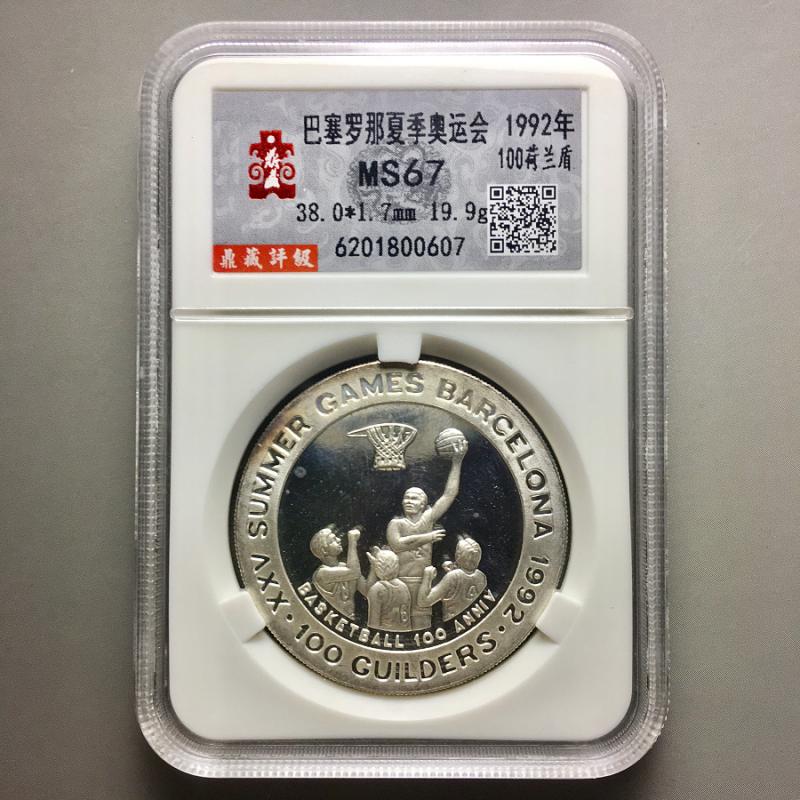 巴塞罗那夏季奥运会 1992年
MS67 100荷兰盾
38.0*1.7mm 19.9g
6201800607
鼎藏
鼎藏評級
XXV SUMMER GAMES BARCELONA 1992
BASKETBALL 100 ANNIV
100 GUILDERS